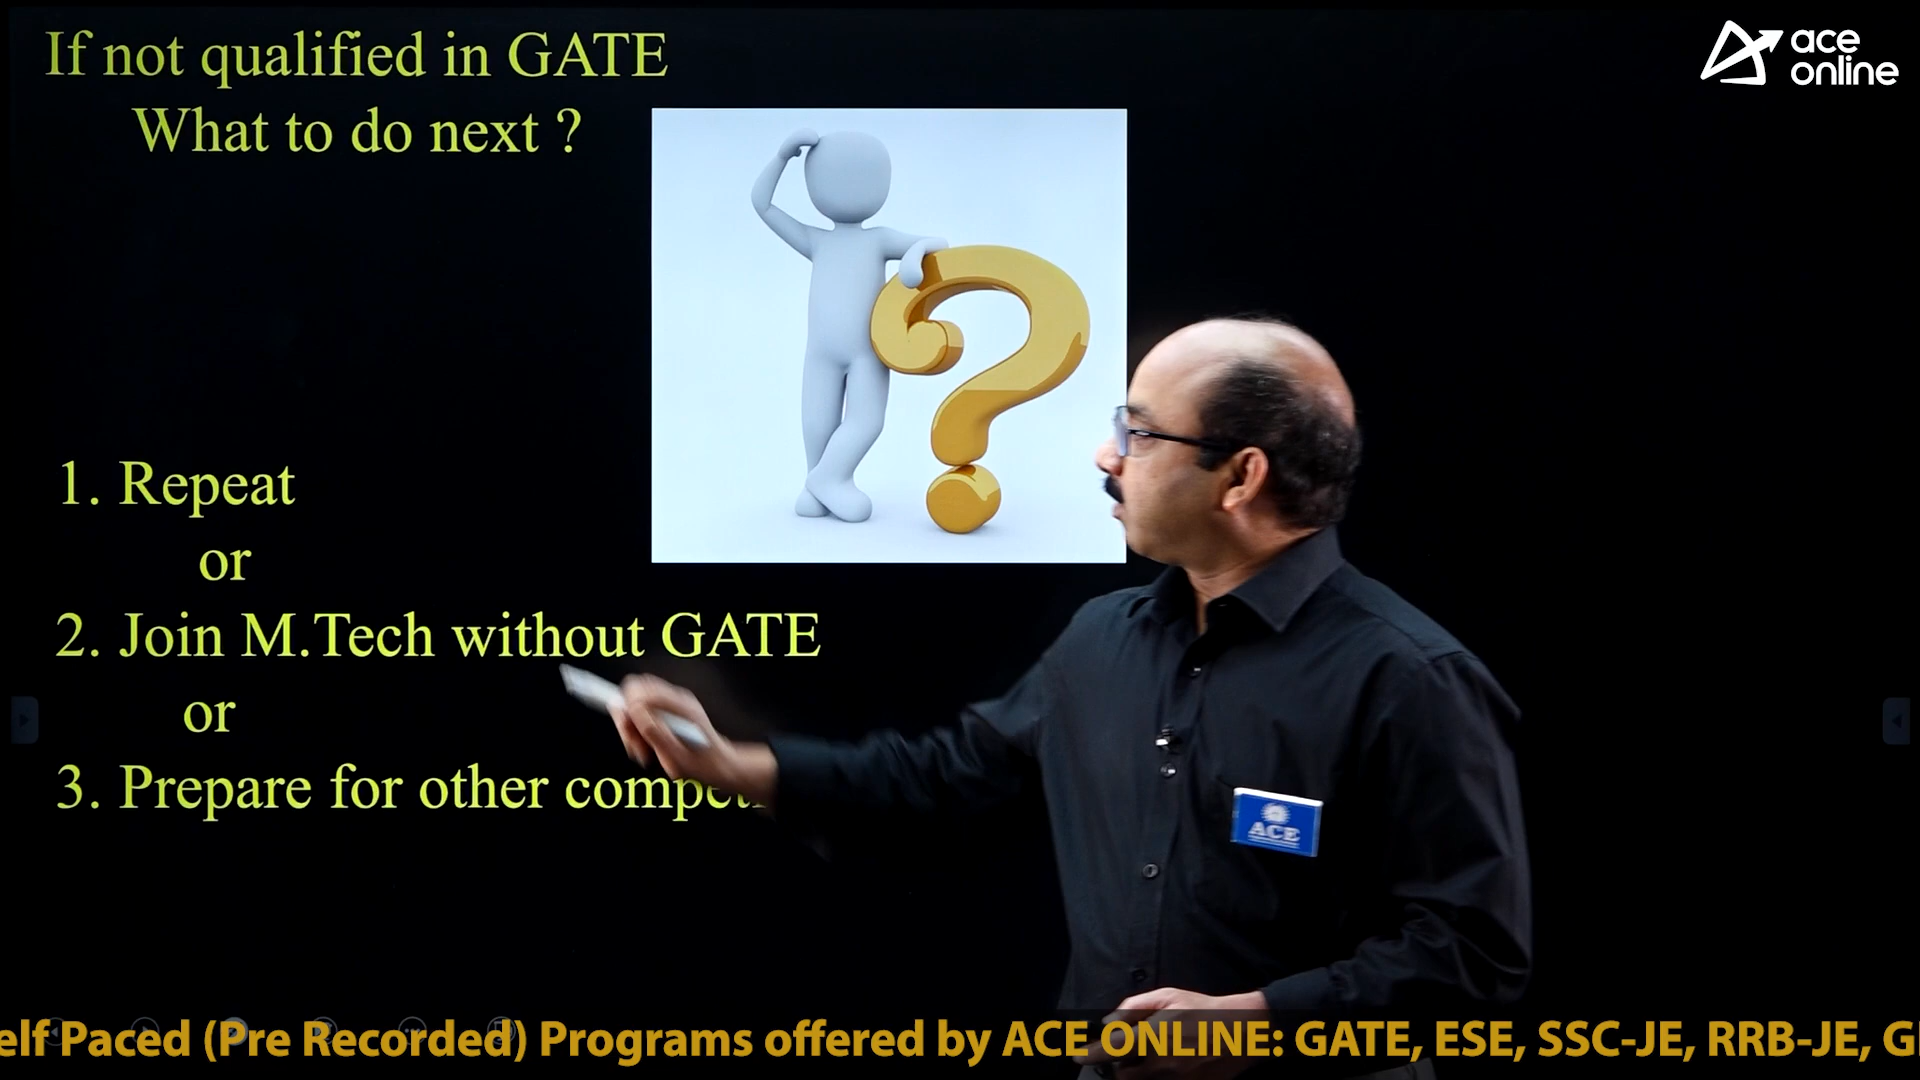 If not qualified in GATE
What to do next ?
ace
online
1. Repeat
or
2. Join M.Tech without GATE
or
3. Prepare for other
ACE
elf Paced (Pre Recorded) Programs offered by ACE ONLINE: GATE, ESE, SSC-JE, RRB-JE,